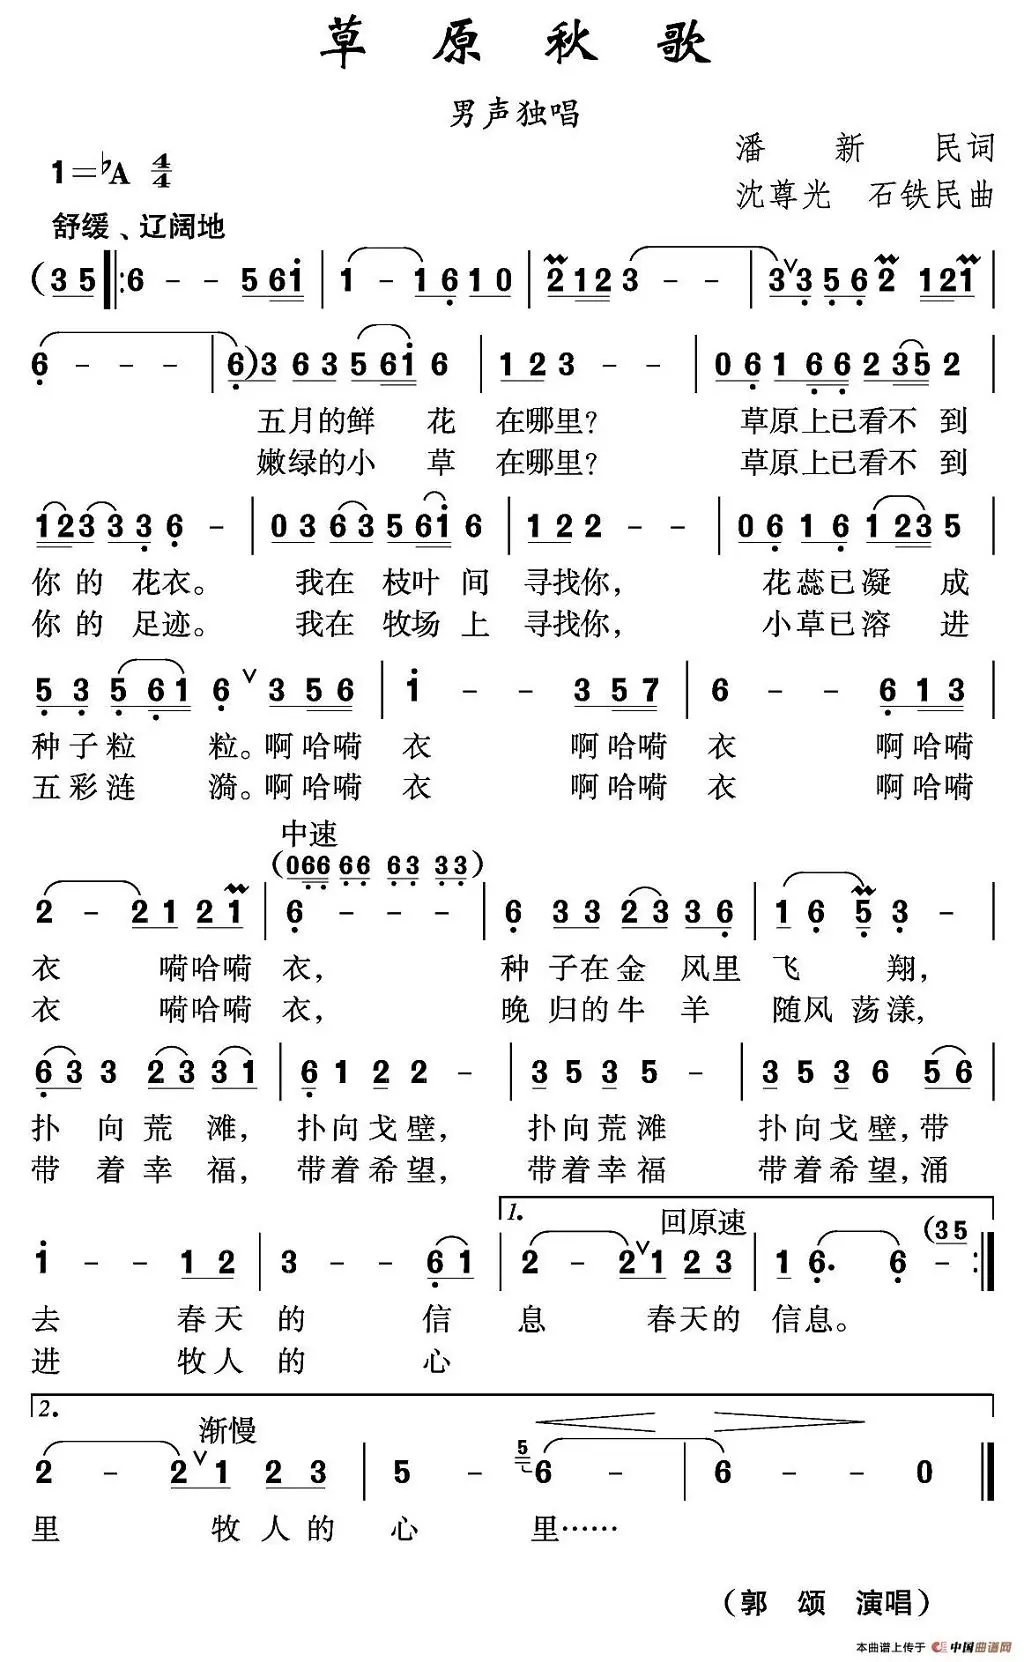 草原秋歌
男声独唱
潘新民词
1=♭A 4/4
沈尊光 石铁民曲
舒缓、辽阔地
(3 5 ‖: 6 - - 5 6 1 | 1 - 1 6 1 0 | 2 1 2 3 - - | 3 ∨ 3 5 6 2 1 2 1 |
6 - - - | 6) 3 6 3 5 6 1 6 | 1 2 3 - - | 0 6 1 6 6 2 3 5 2 |
五月的鲜 花 在哪里? 草原上已看不 到
嫩绿的小 草 在哪里? 草原上已看不 到
1 2 3 3 3 6 - | 0 3 6 3 5 6 1 6 | 1 2 2 - - | 0 6 1 6 1 2 3 5 |
你的 花衣。 我在 枝叶 间 寻找你, 花蕊已凝 成
你的 足迹。 我在 牧场 上 寻找你, 小草已溶 进
5 3 5 6 1 6 ∨ 3 5 6 | 1 - - 3 5 7 | 6 - - 6 1 3 |
种子粒 粒。啊哈嗬 衣 啊哈嗬 衣 啊哈嗬
五彩涟 漪。啊哈嗬 衣 啊哈嗬 衣 啊哈嗬
中速
(0 6 6 6 6 6 3 3 3)
2 - 2 1 2 1 | 6 - - - | 6 3 3 2 3 3 6 | 1 6 5 3 - |
衣 嗬哈嗬 衣, 种 子在金 风里 飞 翔,
衣 嗬哈嗬 衣, 晚 归的牛 羊 随风 荡漾,
6 3 3 2 3 3 1 | 6 1 2 2 - | 3 5 3 5 - | 3 5 3 6 5 6 |
扑 向荒 滩, 扑向戈壁, 扑向荒滩 扑向戈壁,带
带 着幸 福, 带着希望, 带着幸福 带着希望,涌
1. 回原速 (3 5
1 - - 1 2 | 3 - - 6 1 | 2 - 2 ∨ 1 2 3 | 1 6. 6 - :‖
去 春天 的 信 息 春天的 信息。
进 牧人 的 心
2. 渐慢
2 - 2 ∨ 1 2 3 | 5 - 5 6 - | 6 - - 0 ‖
里 牧人的 心 里……
(郭 颂 演唱)
本曲谱上传于 中国曲谱网